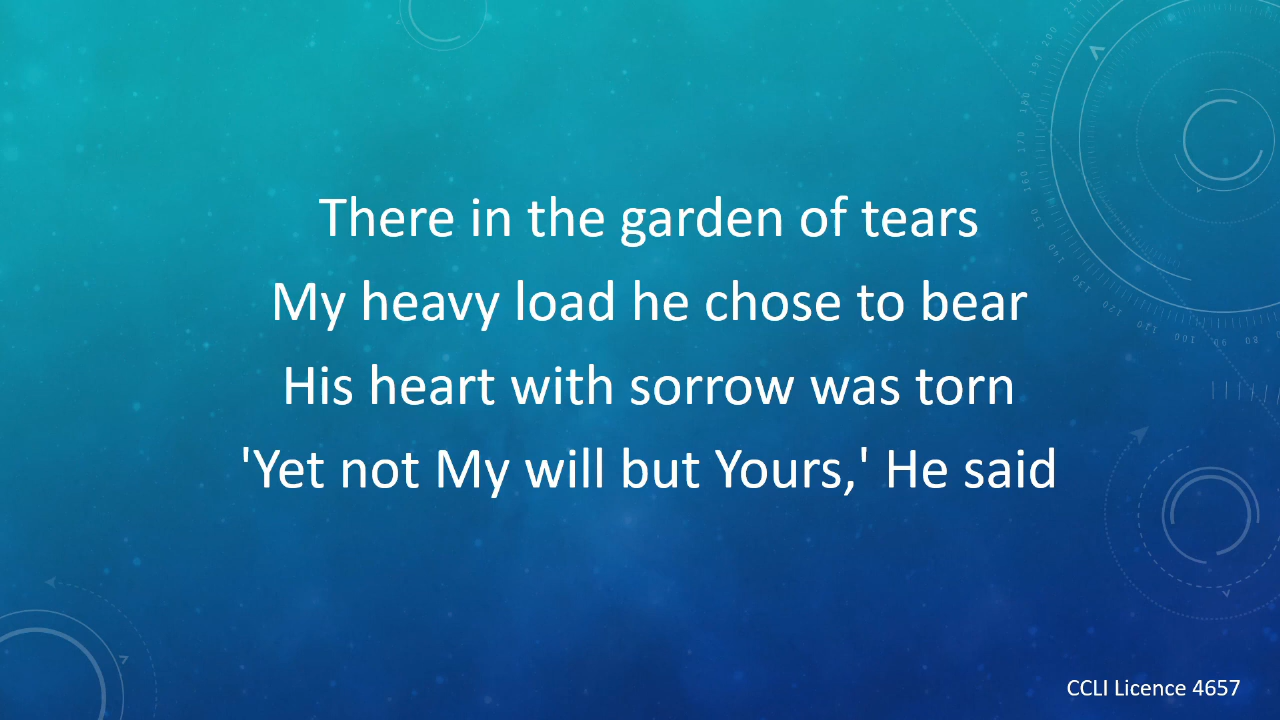 There in the garden of tears
My heavy load he chose to bear
His heart with sorrow was torn
'Yet not My will but Yours,' He said
CCLI Licence 4657